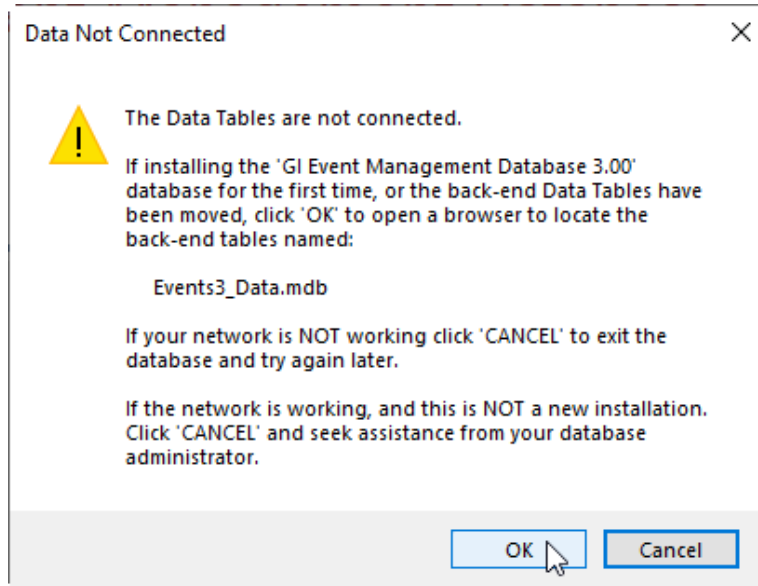 Data Not Connected
The Data Tables are not connected.
If installing the 'GI Event Management Database 3.00'
database for the first time, or the back-end Data Tables have
been moved, click 'OK' to open a browser to locate the
back-end tables named:
Events3_Data.mdb
If your network is NOT working click 'CANCEL' to exit the
database and try again later.
If the network is working, and this is NOT a new installation.
Click 'CANCEL' and seek assistance from your database
administrator.
OK
Cancel